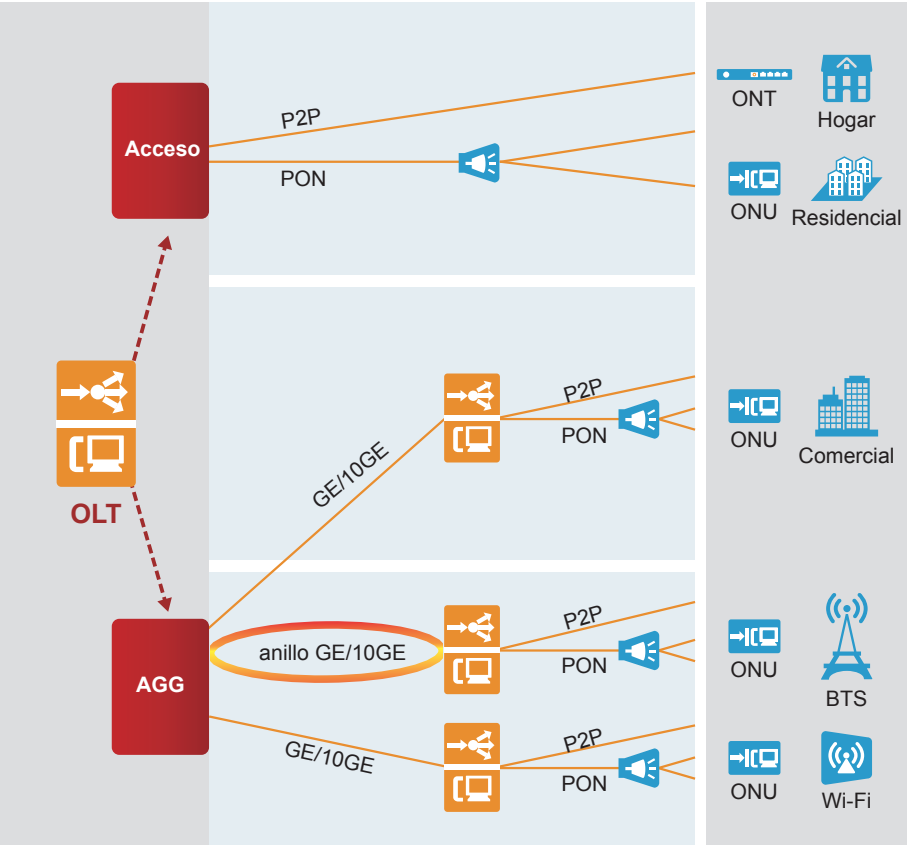 P2P
Acceso
PON
ONT
Hogar
ONU
Residencial
OLT
GE/10GE
P2P
PON
ONU
Comercial
AGG
anillo GE/10GE
P2P
PON
ONU
BTS
GE/10GE
P2P
PON
ONU
Wi-Fi